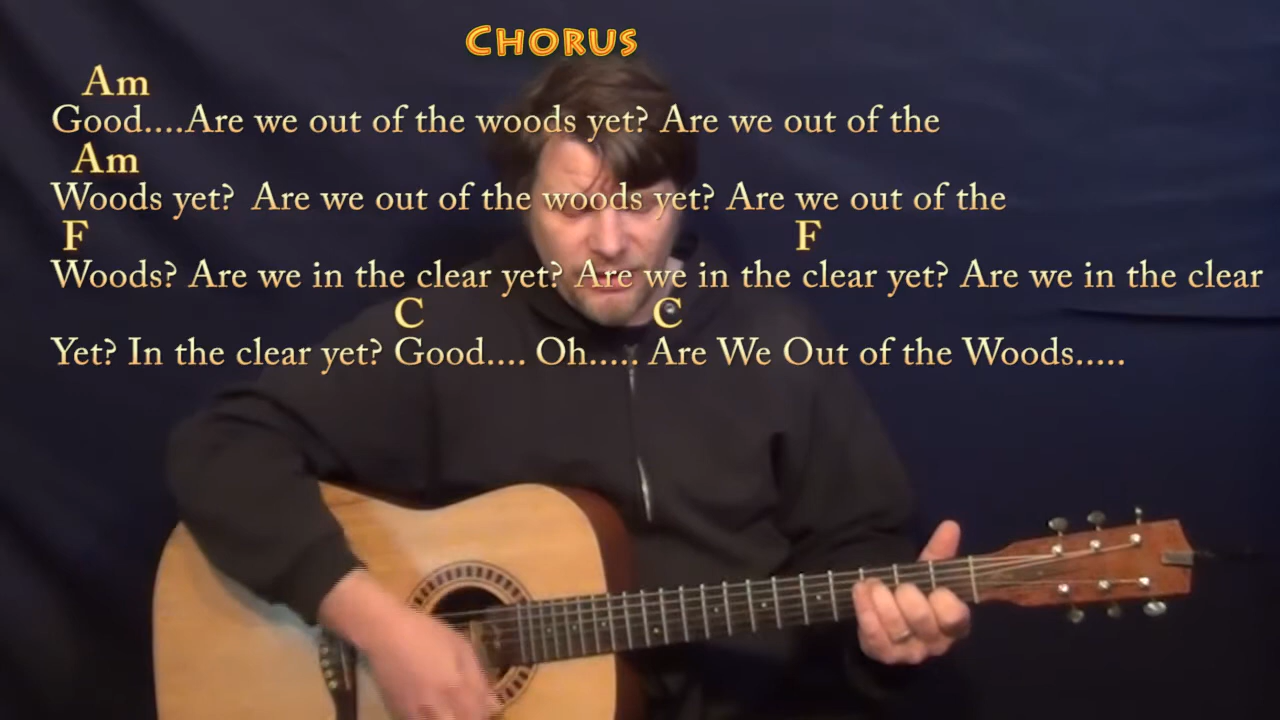 CHORUS
Am
Good....Are we out of the woods yet? Are we out of the
Am
Woods yet? Are we out of the woods yet? Are we out of the
F F
Woods? Are we in the clear yet? Are we in the clear yet? Are we in the clear
C C
Yet? In the clear yet? Good.... Oh..... Are We Out of the Woods.....